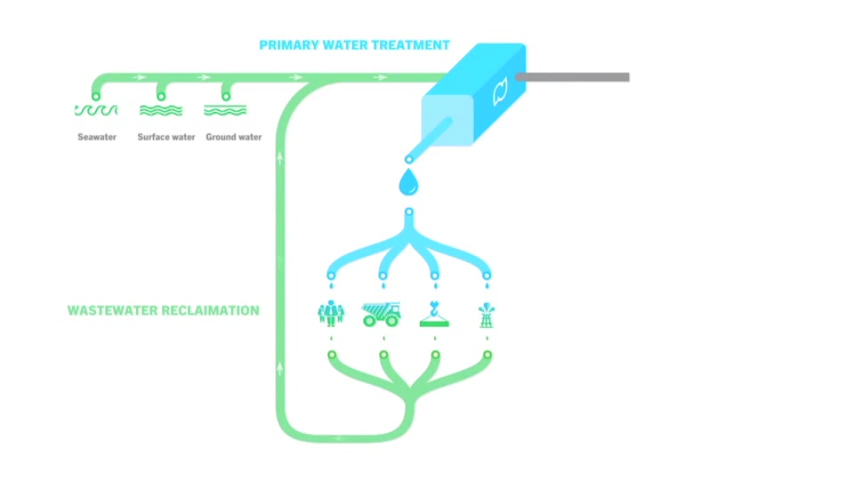 PRIMARY WATER TREATMENT
Seawater
Surface water
Ground water
WASTEWATER RECLAIMATION